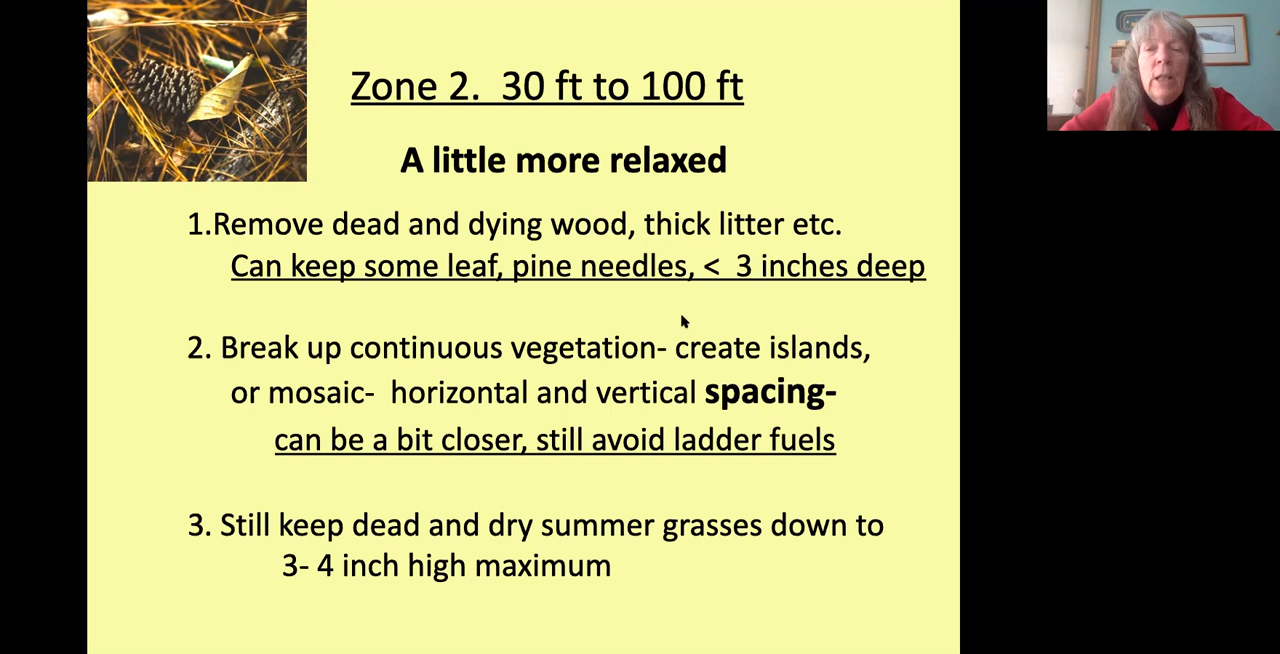 Zone 2.  30 ft to 100 ft
A little more relaxed
1.Remove dead and dying wood, thick litter etc.
Can keep some leaf, pine needles, <  3 inches deep
2. Break up continuous vegetation- create islands,
or mosaic-  horizontal and vertical spacing-
can be a bit closer, still avoid ladder fuels
3. Still keep dead and dry summer grasses down to
3- 4 inch high maximum